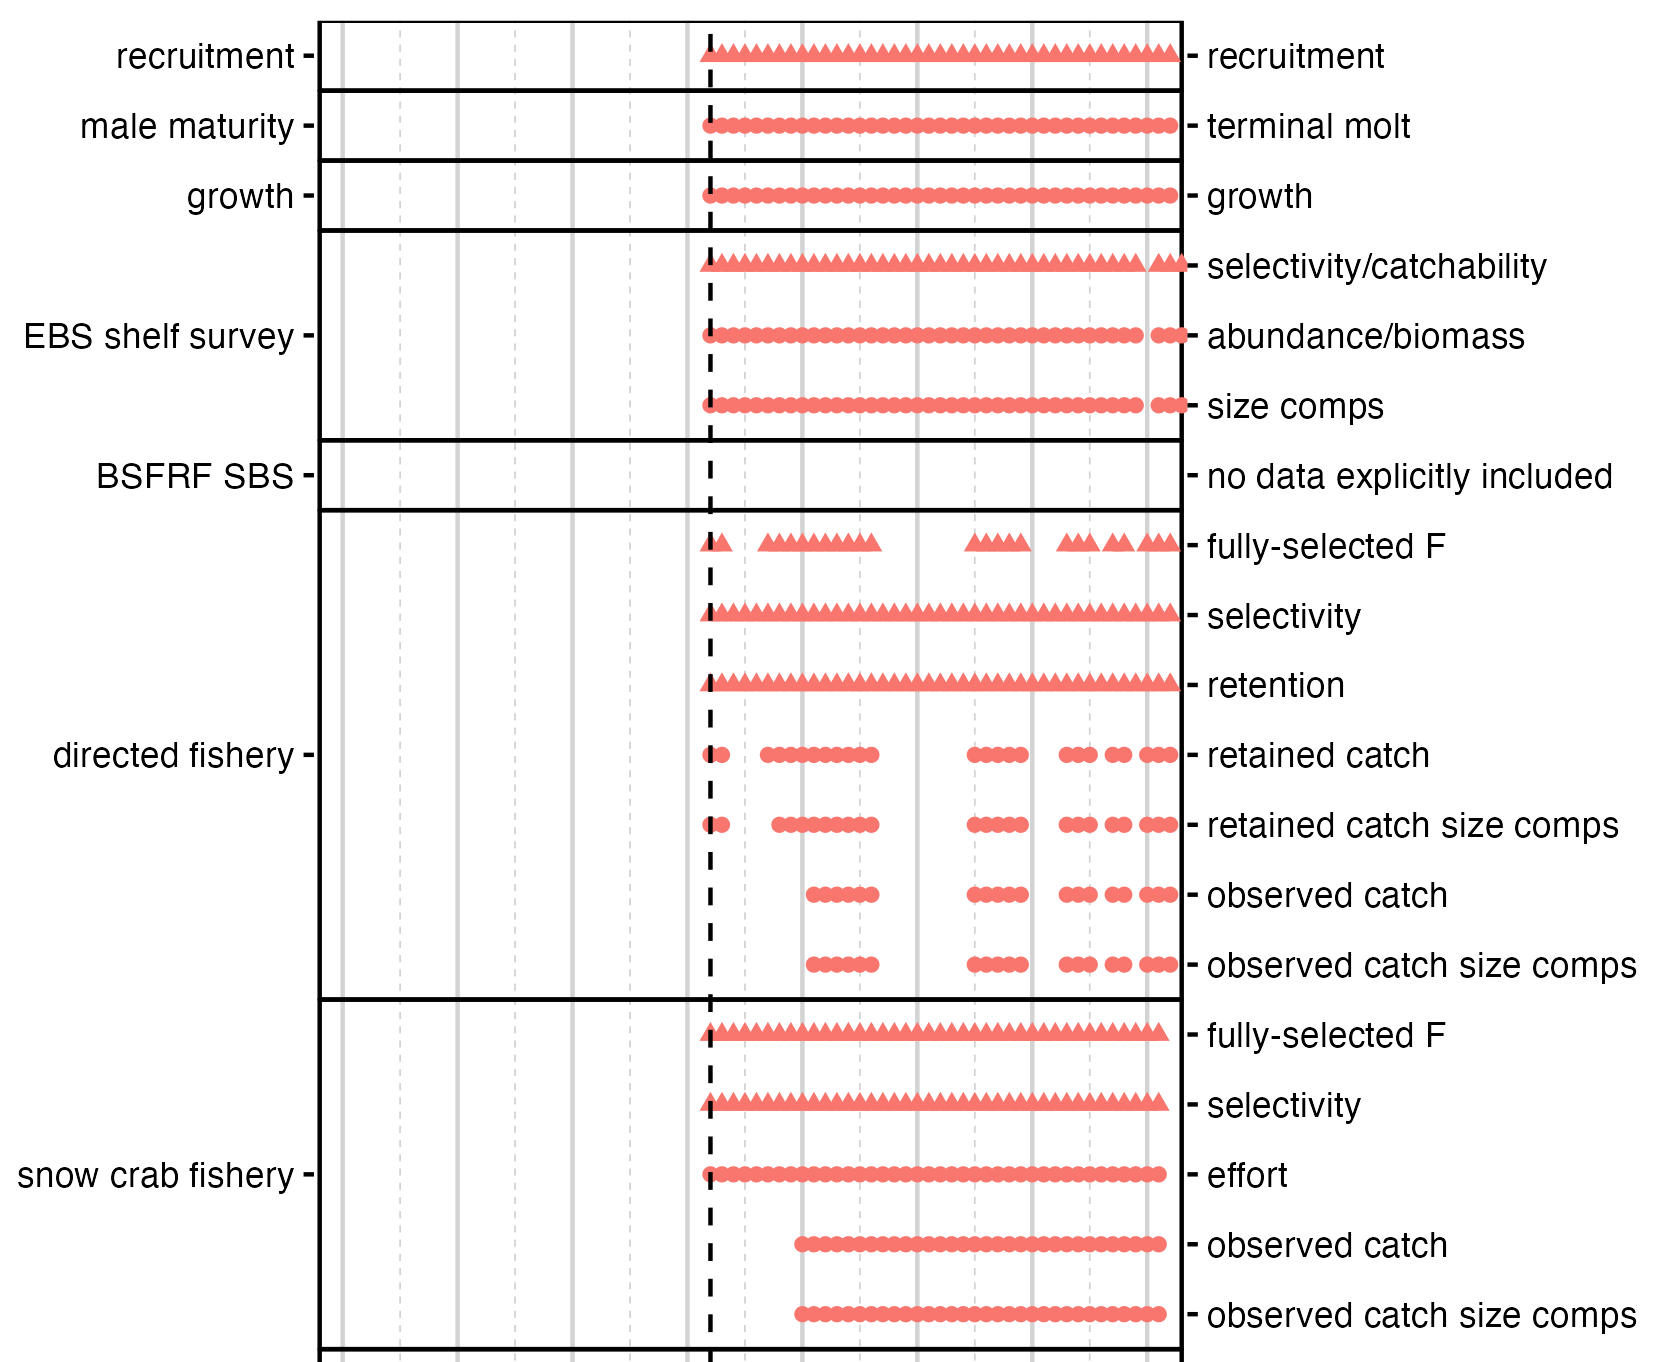 recruitment recruitment
male maturity terminal molt
growth growth
selectivity/catchability
EBS shelf survey abundance/biomass
size comps
BSFRF SBS no data explicitly included
fully-selected F
selectivity
retention
directed fishery retained catch
retained catch size comps
observed catch
observed catch size comps
fully-selected F
selectivity
snow crab fishery effort
observed catch
observed catch size comps